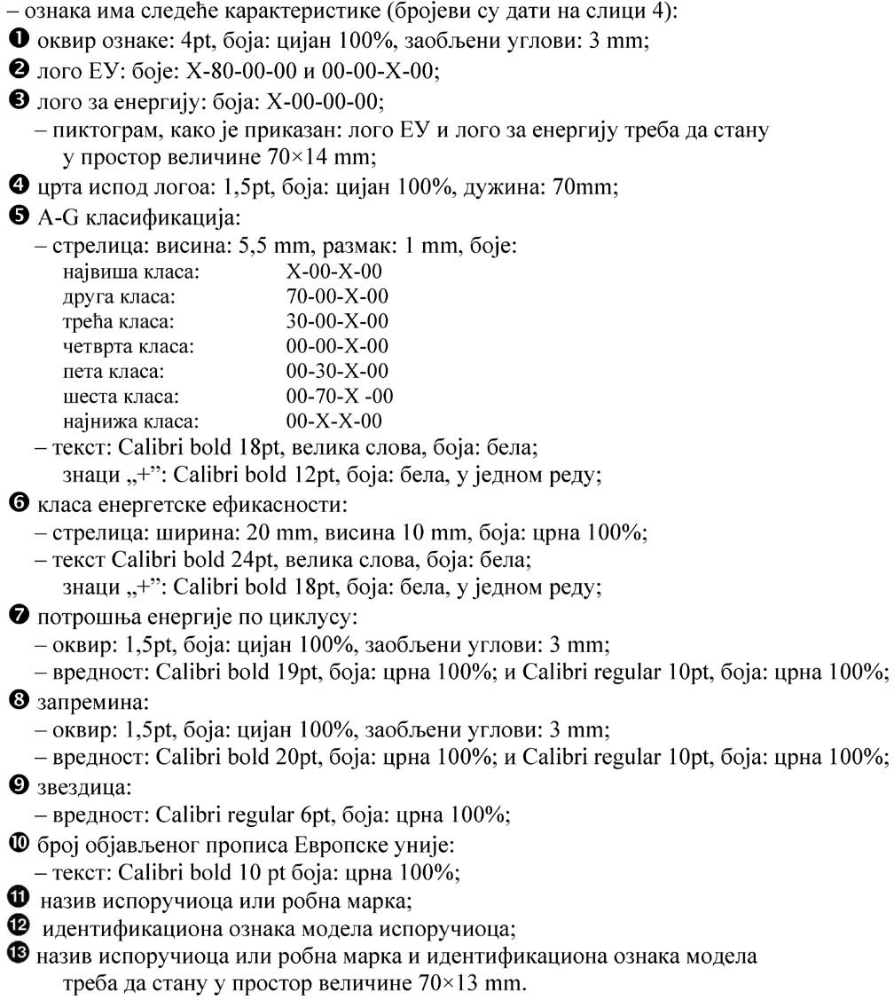 – ознака има следеће карактеристике (бројеви су дати на слици 4):
❶ оквир ознаке: 4pt, боја: цијан 100%, заобљени углови: 3 mm;
❷ лого ЕУ: боје: X-80-00-00 и 00-00-X-00;
❸ лого за енергију: боја: X-00-00-00;
– пиктограм, како је приказан: лого ЕУ и лого за енергију треба да стану
у простор величине 70×14 mm;
❹ црта испод логоа: 1,5pt, боја: цијан 100%, дужина: 70mm;
❺ A-G класификација:
– стрелица: висина: 5,5 mm, размак: 1 mm, боје:
највиша класа: X-00-X-00
друга класа: 70-00-X-00
трећа класа: 30-00-X-00
четврта класа: 00-00-X-00
пета класа: 00-30-X-00
шеста класа: 00-70-X -00
најнижа класа: 00-X-X-00
– текст: Calibri bold 18pt, велика слова, боја: бела;
знаци „+”: Calibri bold 12pt, боја: бела, у једном реду;
❻ класа енергетске ефикасности:
– стрелица: ширина: 20 mm, висина 10 mm, боја: црна 100%;
– текст Calibri bold 24pt, велика слова, боја: бела;
знаци „+”: Calibri bold 18pt, боја: бела, у једном реду;
❼ потрошња енергије по циклусу:
– оквир: 1,5pt, боја: цијан 100%, заобљени углови: 3 mm;
– вредност: Calibri bold 19pt, боја: црна 100%; и Calibri regular 10pt, боја: црна 100%;
❽ запремина:
– оквир: 1,5pt, боја: цијан 100%, заобљени углови: 3 mm;
– вредност: Calibri bold 20pt, боја: црна 100%; и Calibri regular 10pt, боја: црна 100%;
❾ звездица:
– вредност: Calibri regular 6pt, боја: црна 100%;
❿ број објављеног прописа Европске уније:
– текст: Calibri bold 10 pt боја: црна 100%;
⓫ назив испоручиоца или робна марка;
⓬ идентификациона ознака модела испоручиоца;
⓭ назив испоручиоца или робна марка и идентификациона ознака модела
треба да стану у простор величине 70×13 mm.